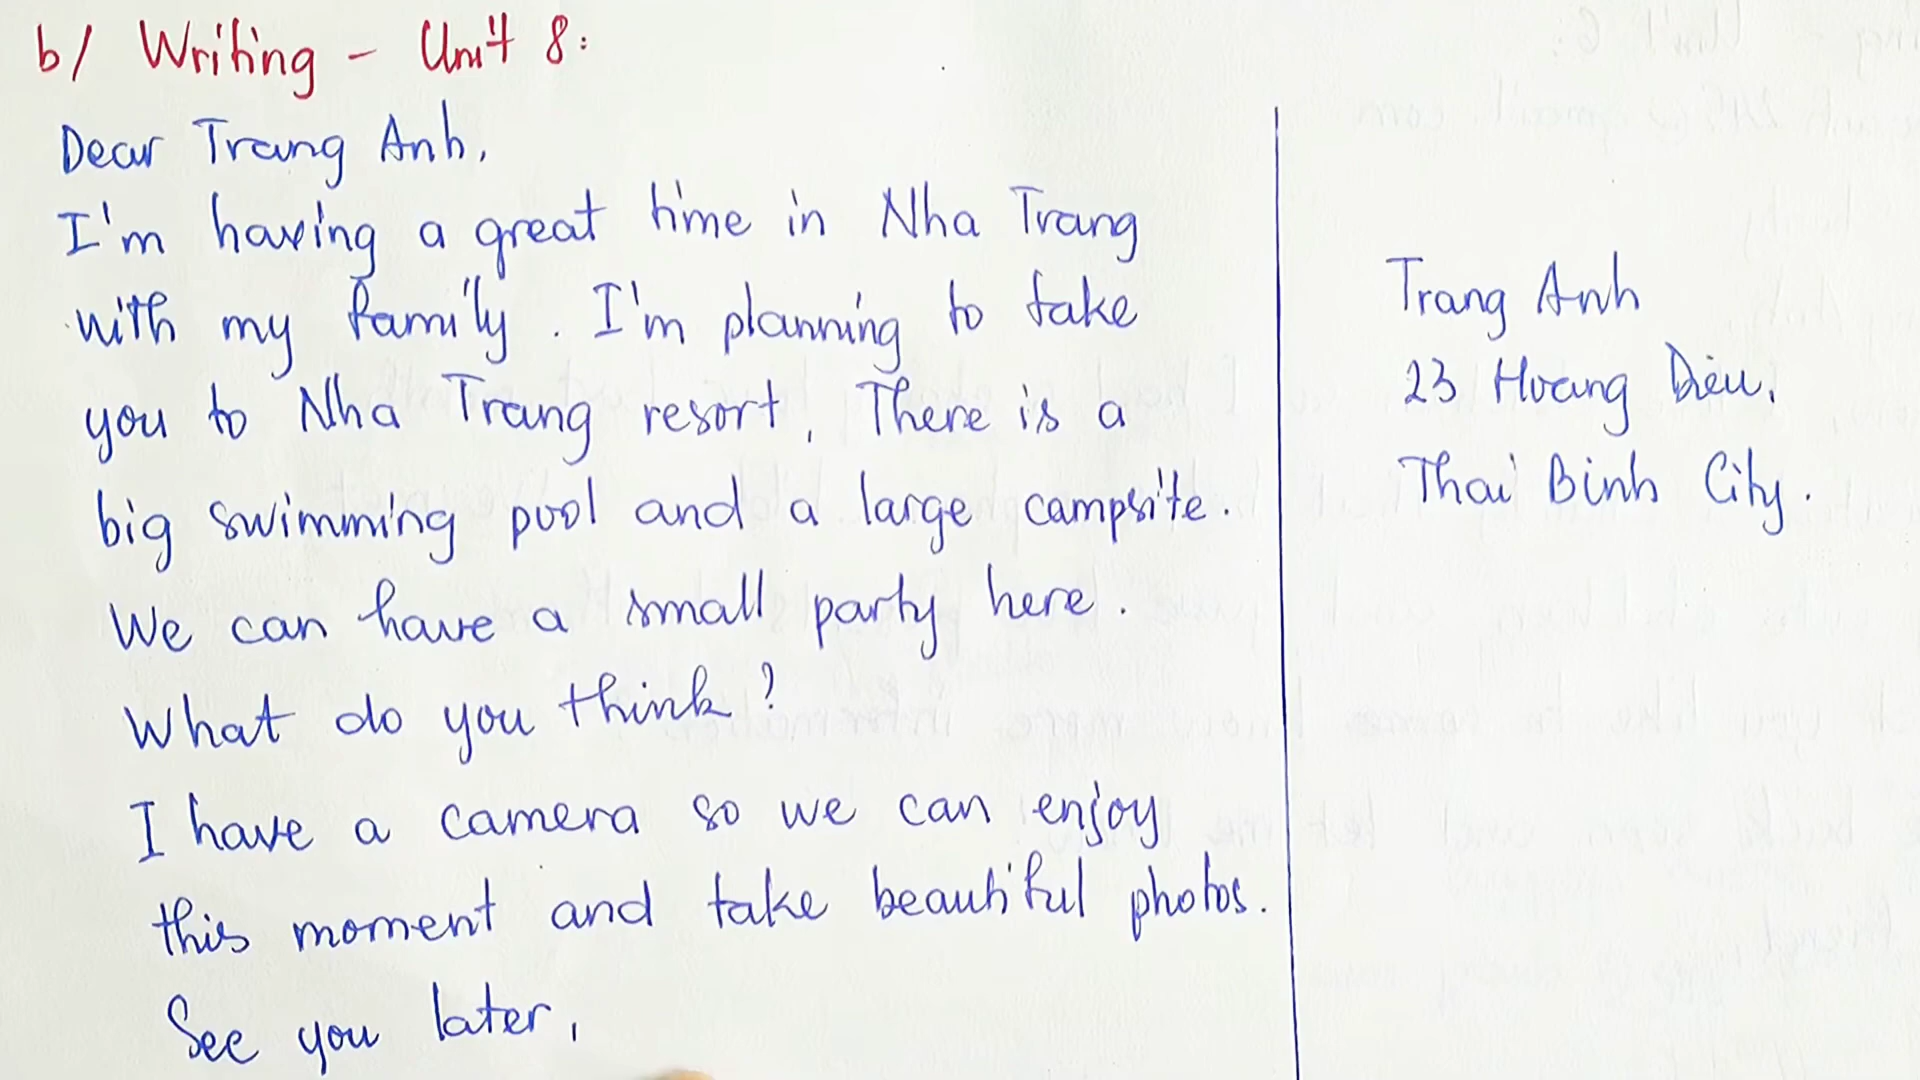 b/ Writing - Unit 8:
Dear Trang Anh,
I'm having a great time in Nha Trang
with my family. I'm planning to take
you to Nha Trang resort, There is a
big swimming pool and a large campsite.
We can have a small party here.
What do you think?
I have a camera so we can enjoy
this moment and take beautiful photos.
See you later,
Trang Anh
23 Hoang Dieu,
Thai Binh City.